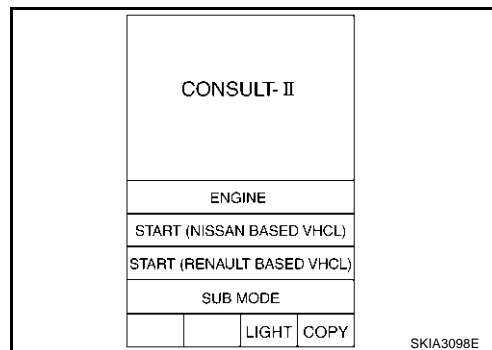 CONSULT-II
ENGINE
START (NISSAN BASED VHCL)
START (RENAULT BASED VHCL)
SUB MODE
LIGHT COPY
SKIA3098E